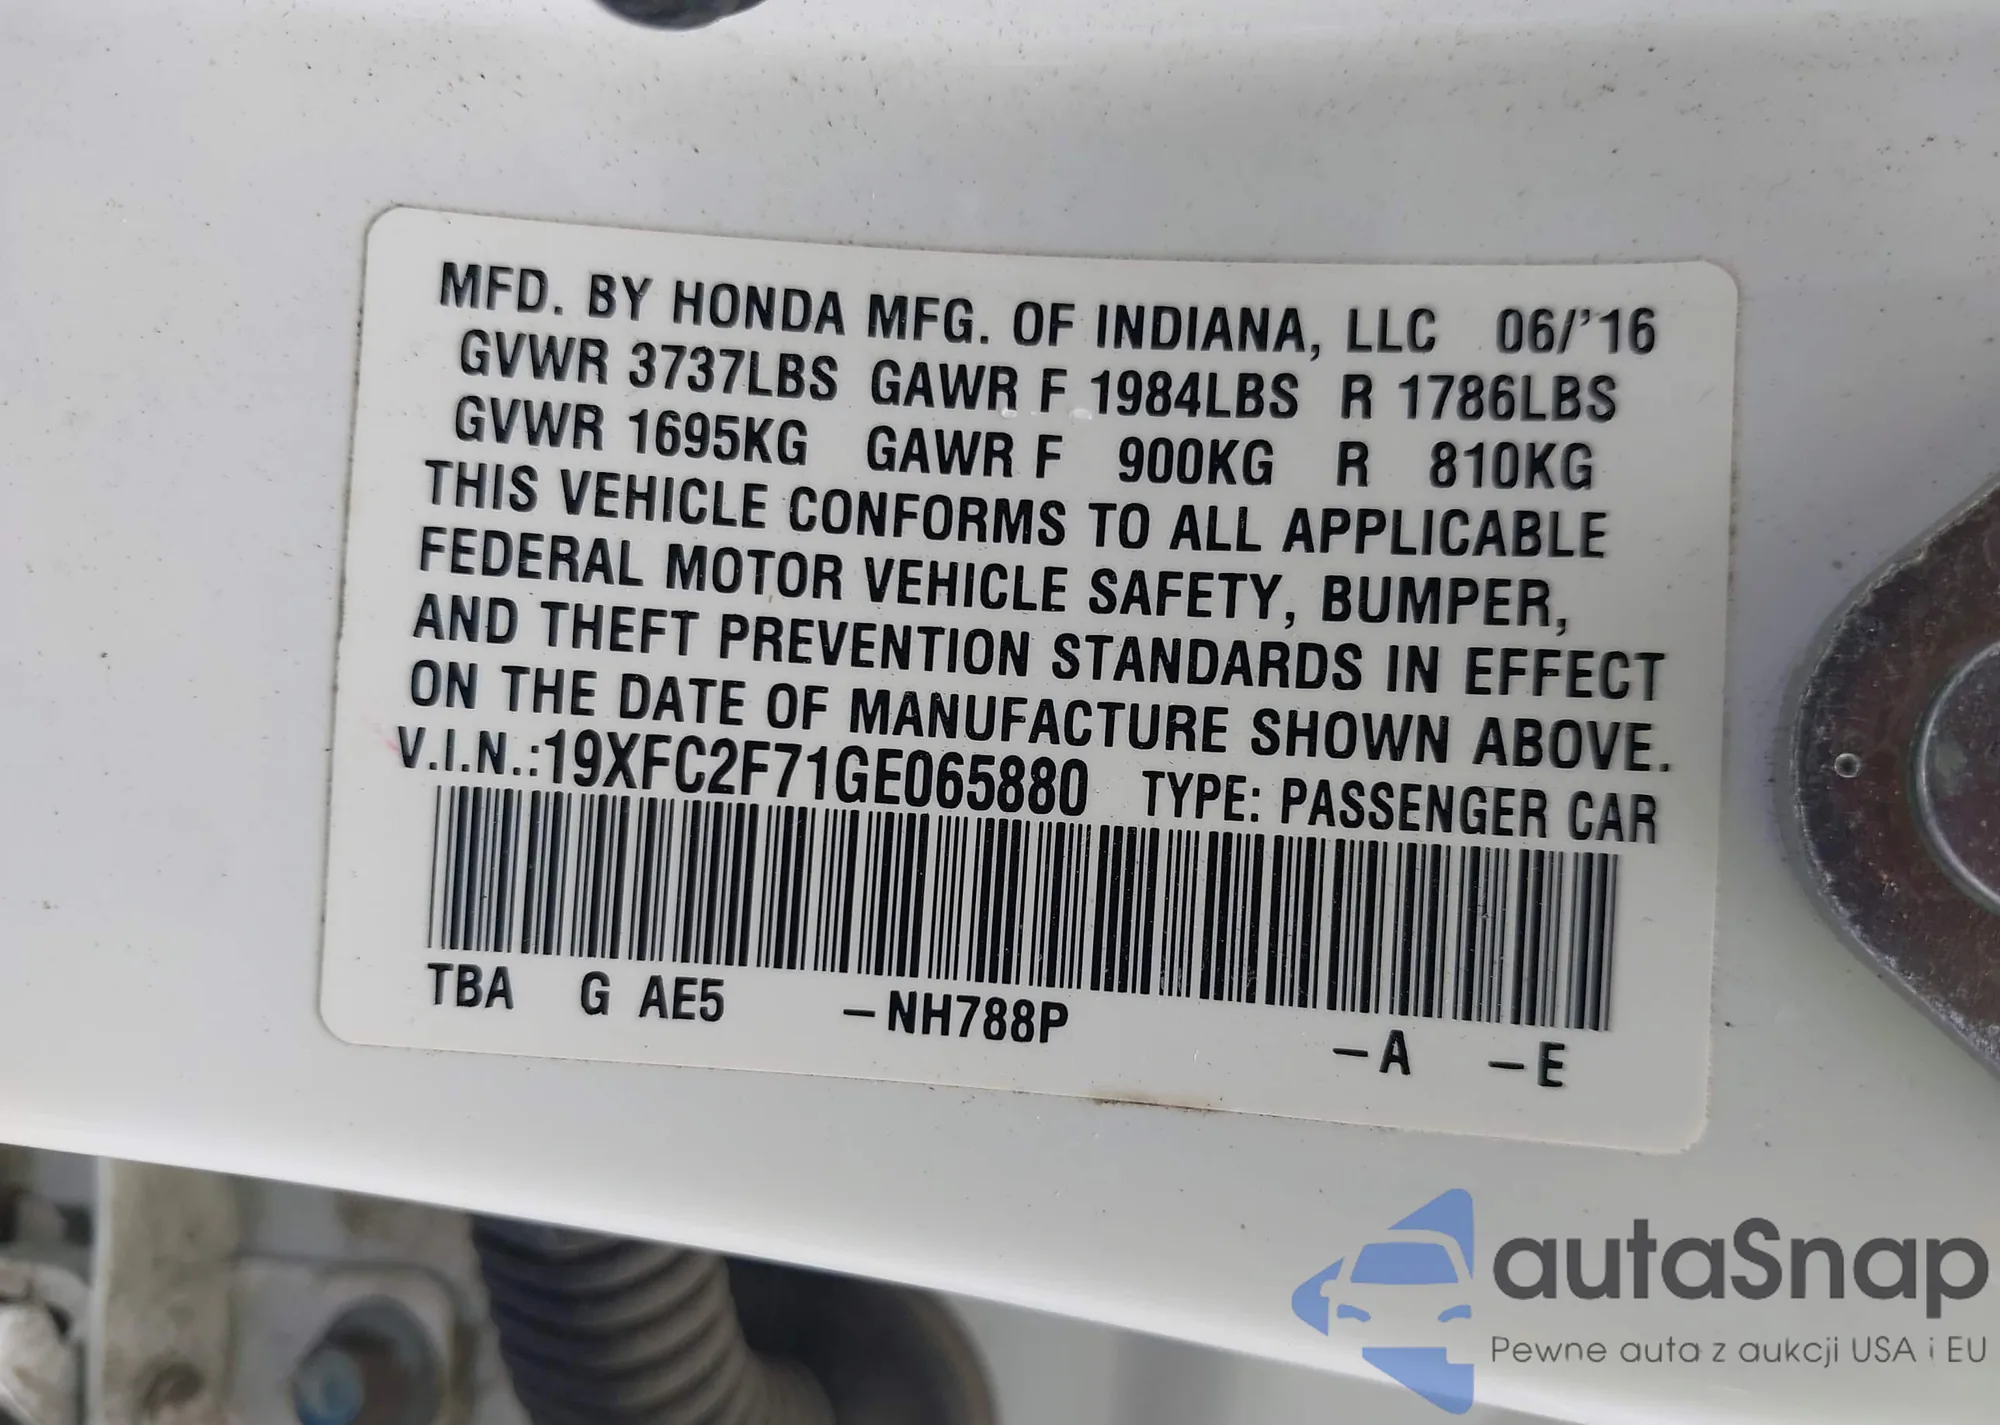 MFD. BY HONDA MFG. OF INDIANA, LLC 06/'16
GVWR 3737LBS GAWR F 1984LBS R 1786LBS
GVWR 1695KG GAWR F 900KG R 810KG
THIS VEHICLE CONFORMS TO ALL APPLICABLE
FEDERAL MOTOR VEHICLE SAFETY, BUMPER,
AND THEFT PREVENTION STANDARDS IN EFFECT
ON THE DATE OF MANUFACTURE SHOWN ABOVE.
V.I.N.:19XFC2F71GE065880 TYPE: PASSENGER CAR
TBA G AE5 –NH788P –A –E
autaSnap
Pewne auta z aukcji USA i EU